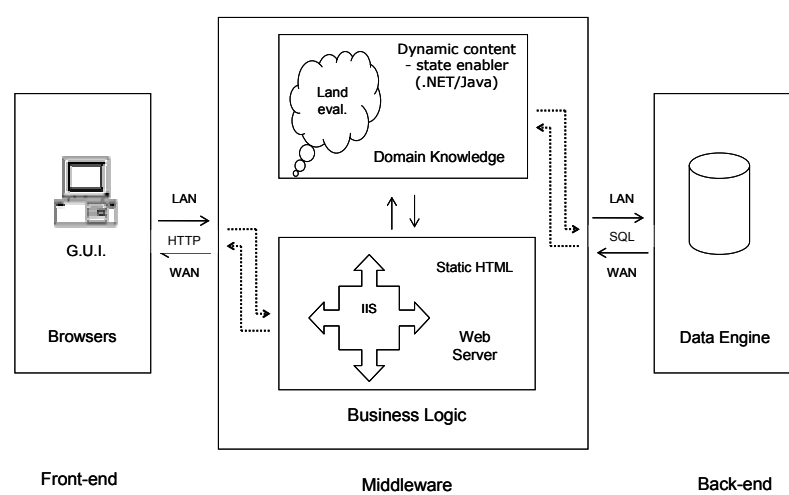 G.U.I.
Browsers
Front-end
LAN
HTTP
WAN
Dynamic content
- state enabler
(.NET/Java)
Land
eval.
Domain Knowledge
Static HTML
IIS
Web
Server
Business Logic
Middleware
LAN
SQL
WAN
Data Engine
Back-end